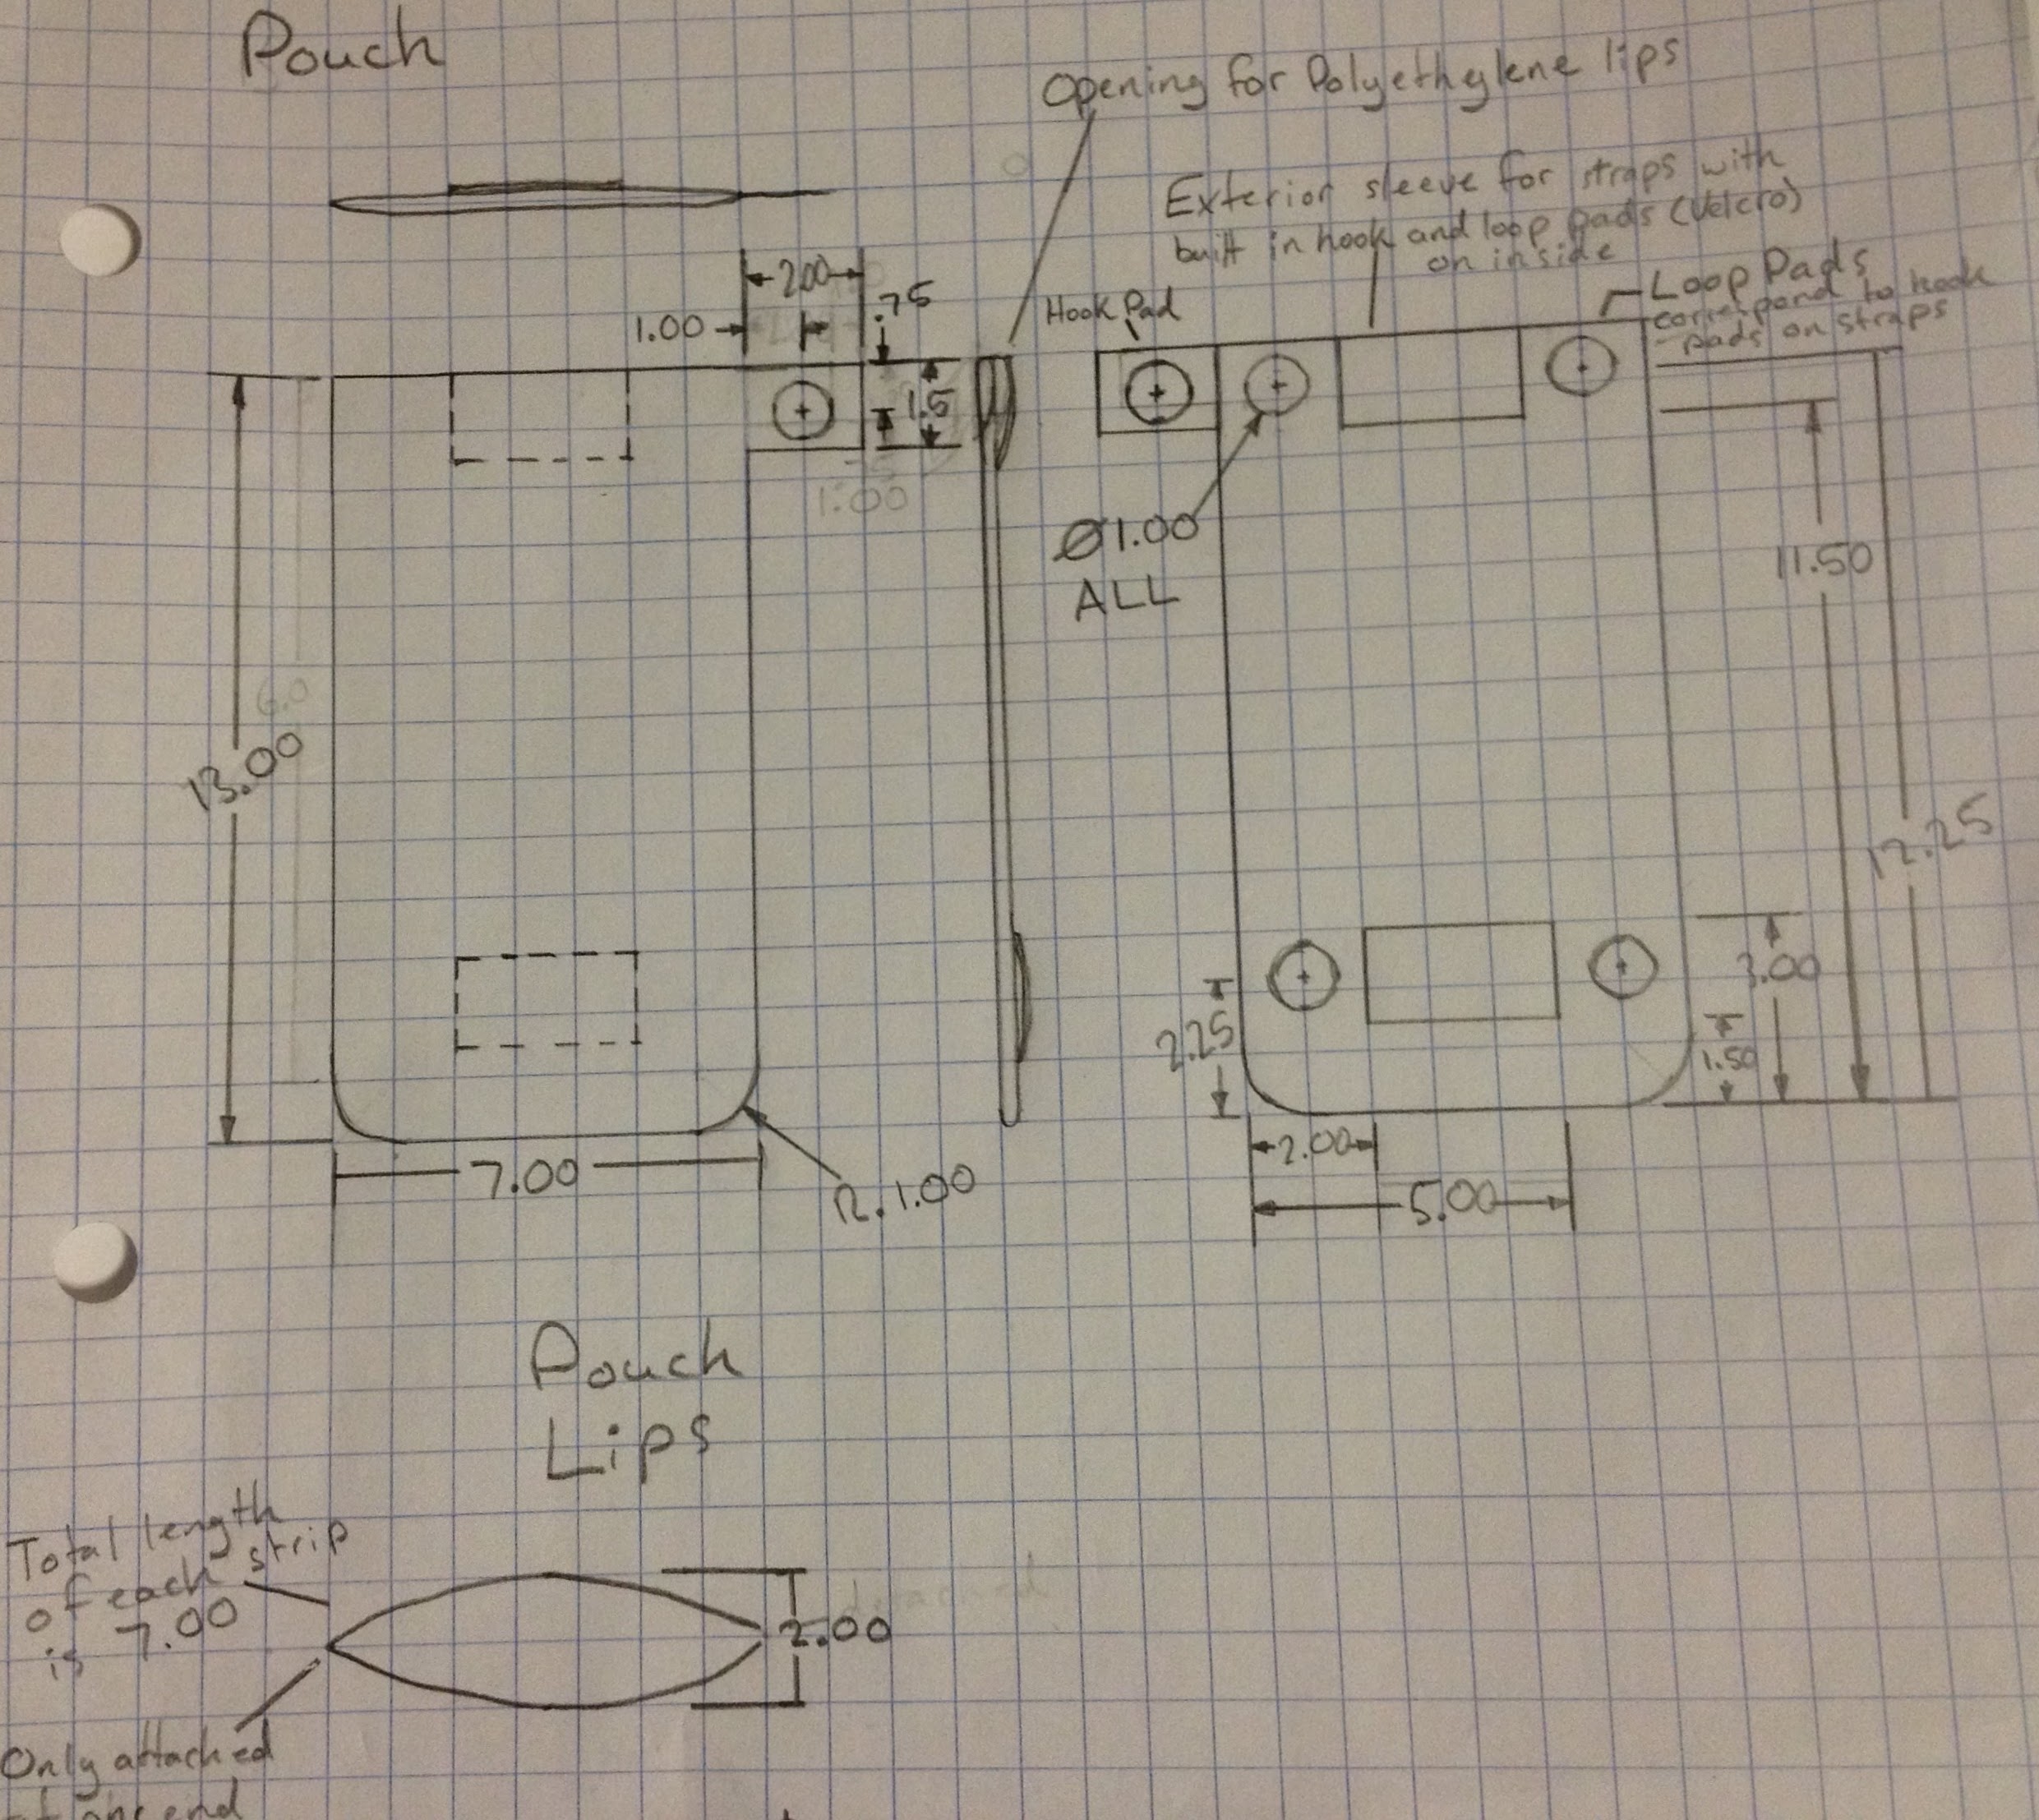 Pouch
Opening for Polyethylene lips
Exterior sleeve for straps with
built in hook and loop pads (Velcro)
on inside
Loop Pads
correspond to hook
pads on straps
Hook Pad
2.00
.75
1.00
1.5
1.00
Ø1.00
ALL
11.50
6.0
13.00
12.25
3.00
2.25
1.50
7.00
R.1.00
2.00
5.00
Pouch
Lips
Total length
of each strip
is 7.00
2.00
Only attached
at one end